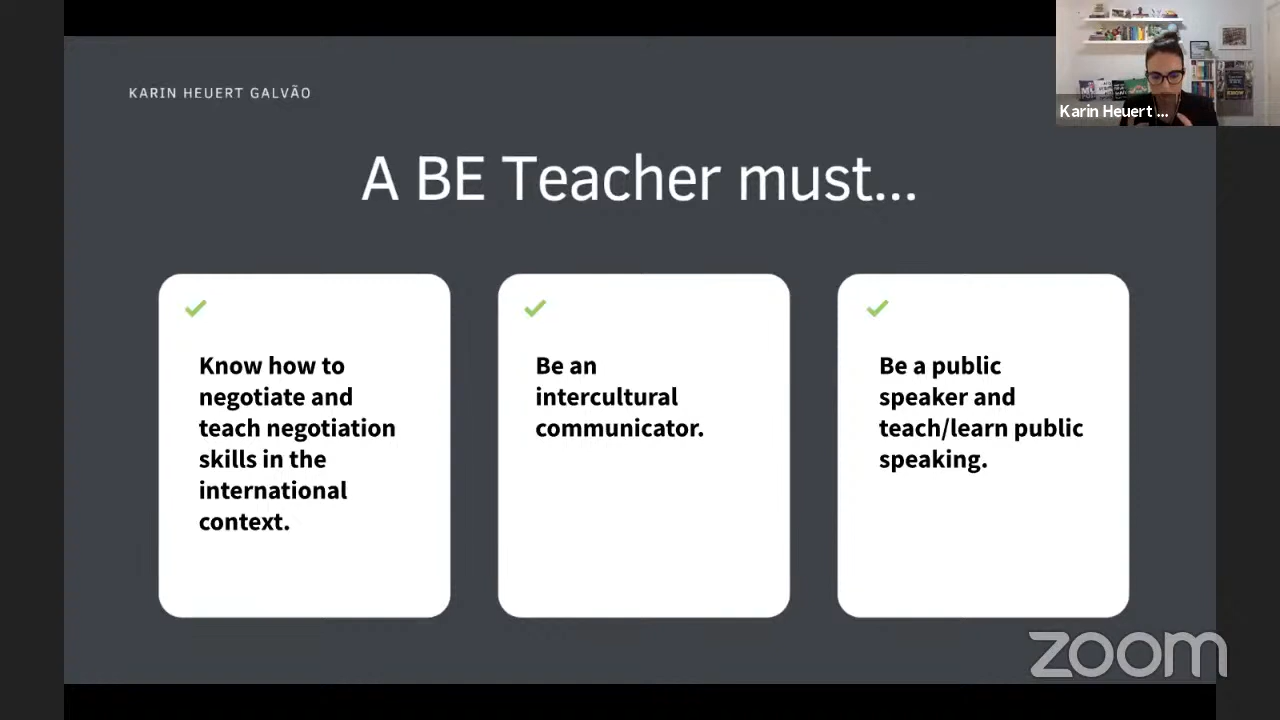 KARIN HEUERT GALVÃO
Karin Heuert ...
A BE Teacher must...
Know how to
negotiate and
teach negotiation
skills in the
international
context.
Be an
intercultural
communicator.
Be a public
speaker and
teach/learn public
speaking.
zoom